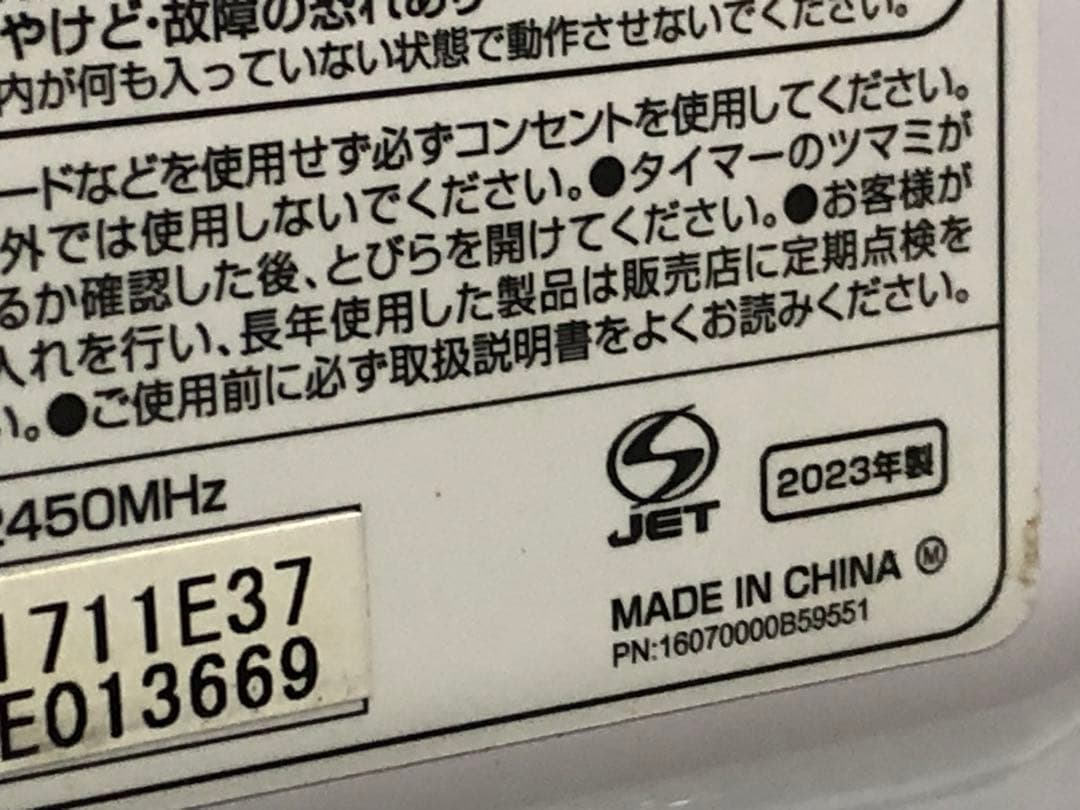 やけど・故障の恐れあり
内が何も入っていない状態で動作させないでください。
ードなどを使用せず必ずコンセントを使用してください。
外では使用しないでください。●タイマーのツマミが
るか確認した後、とびらを開けてください。●お客様が
入れを行い、長年使用した製品は販売店に定期点検を
い。●ご使用前に必ず取扱説明書をよくお読みください。
2450MHz
JET
2023年製
1711E37
E013669
MADE IN CHINA Ⓜ
PN:16070000B59551